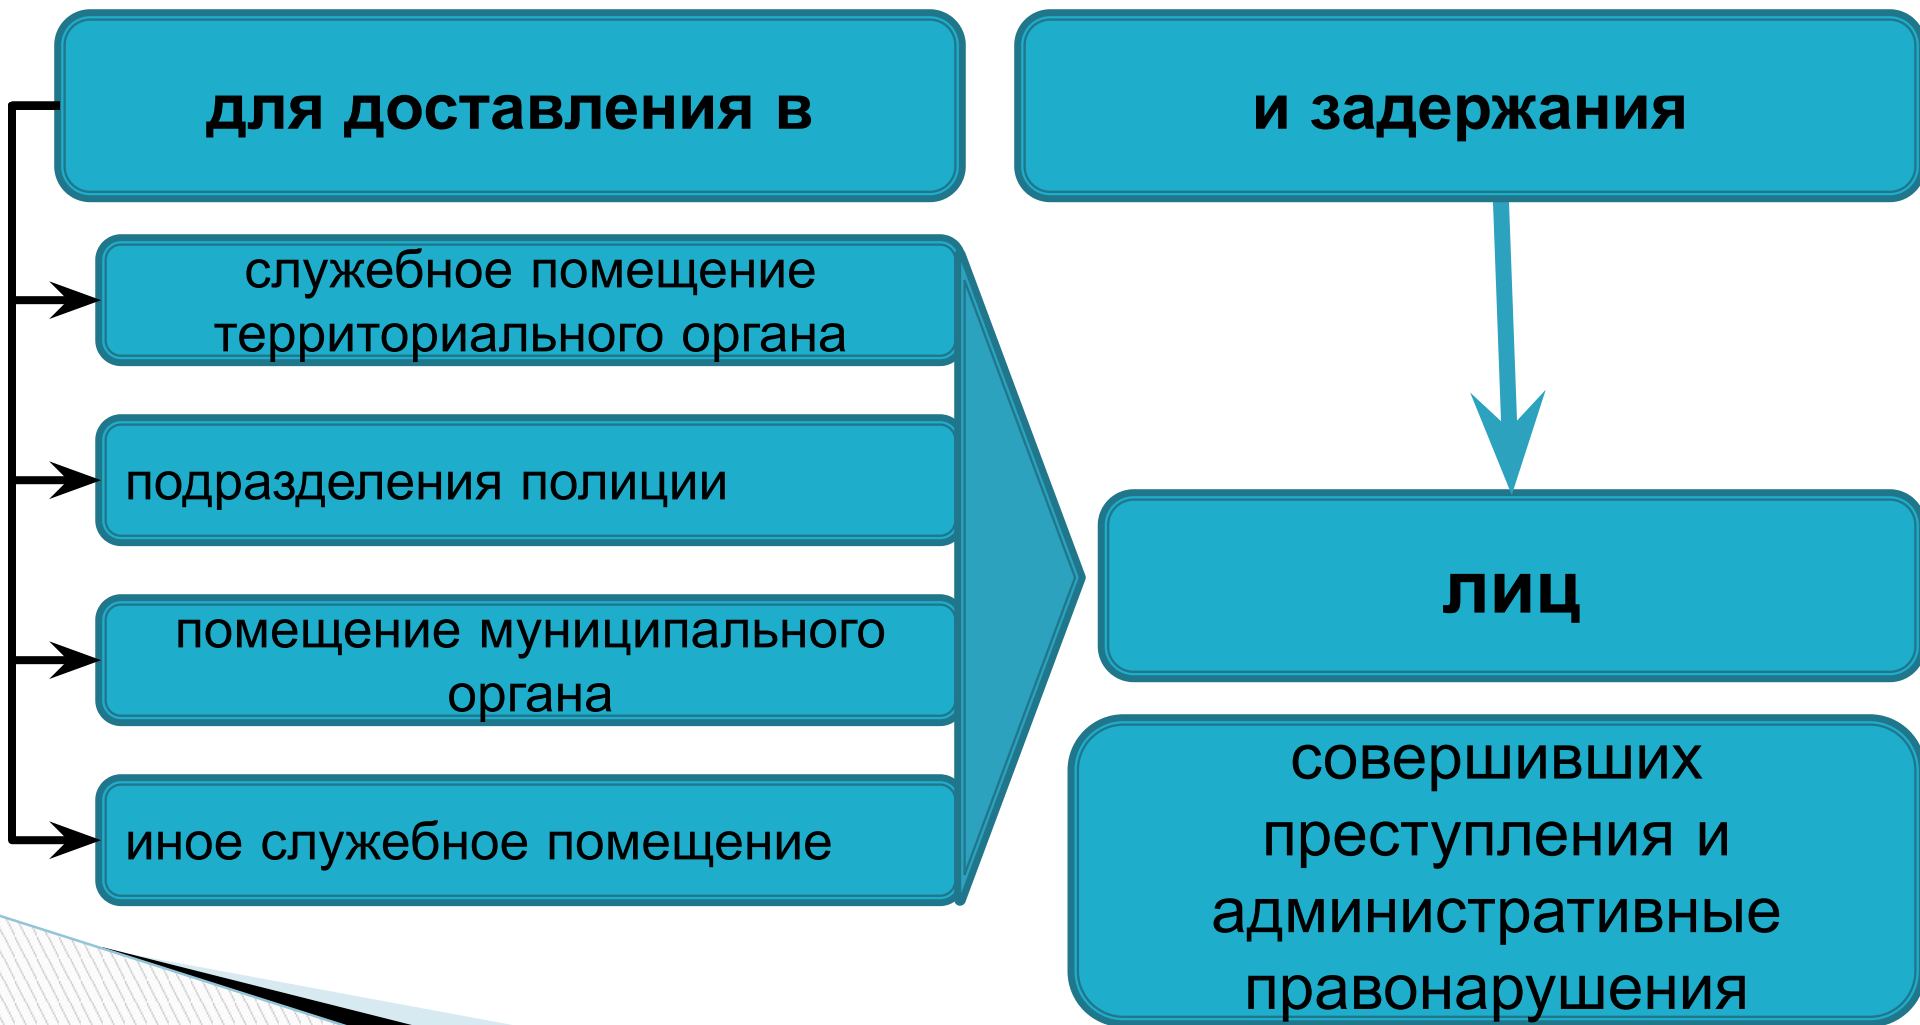 для доставления в
и задержания
служебное помещение
территориального органа
подразделения полиции
помещение муниципального
органа
иное служебное помещение
лиц
совершивших
преступления и
административные
правонарушения